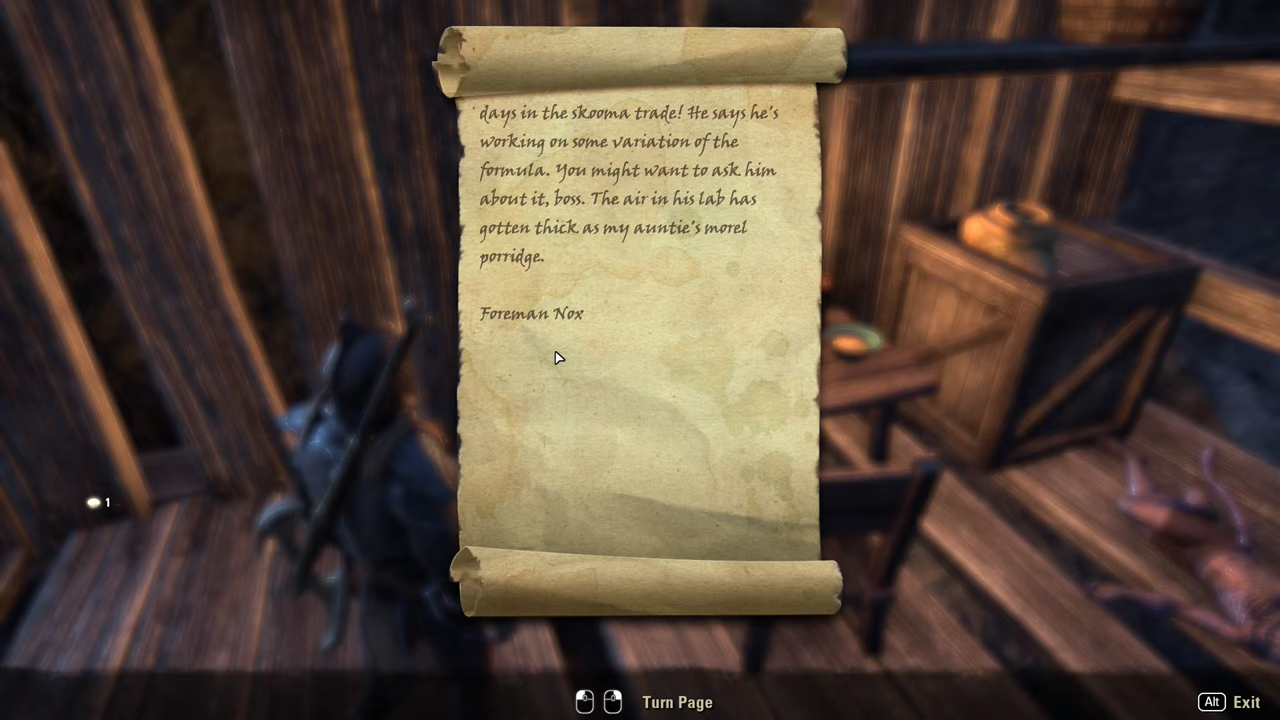 days in the skooma trade! He says he's
working on some variation of the
formula. You might want to ask him
about it, boss. The air in his lab has
gotten thick as my auntie's morel
porridge.
Foreman Nox
1
Turn Page
Alt Exit